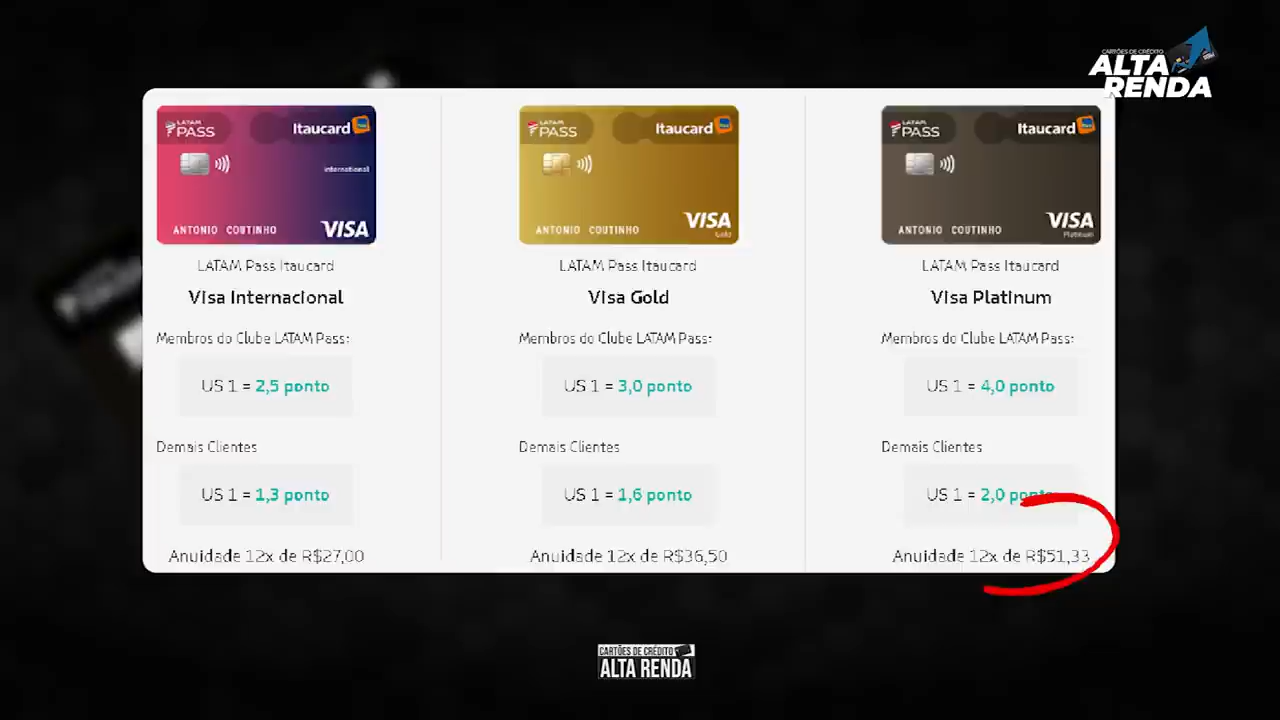 CARTÕES DE CRÉDITO
ALTA
RENDA
LATAM
PASS
Itaucard
international
ANTONIO COUTINHO
VISA
LATAM Pass Itaucard
Visa Internacional
Membros do Clube LATAM Pass:
US 1 = 2,5 ponto
Demais Clientes
US 1 = 1,3 ponto
Anuidade 12x de R$27,00
LATAM
PASS
Itaucard
ANTONIO COUTINHO
VISA
Gold
LATAM Pass Itaucard
Visa Gold
Membros do Clube LATAM Pass:
US 1 = 3,0 ponto
Demais Clientes
US 1 = 1,6 ponto
Anuidade 12x de R$36,50
LATAM
PASS
Itaucard
ANTONIO COUTINHO
VISA
Platinum
LATAM Pass Itaucard
Visa Platinum
Membros do Clube LATAM Pass:
US 1 = 4,0 ponto
Demais Clientes
US 1 = 2,0 ponto
Anuidade 12x de R$51,33
CARTÕES DE CRÉDITO
ALTA RENDA